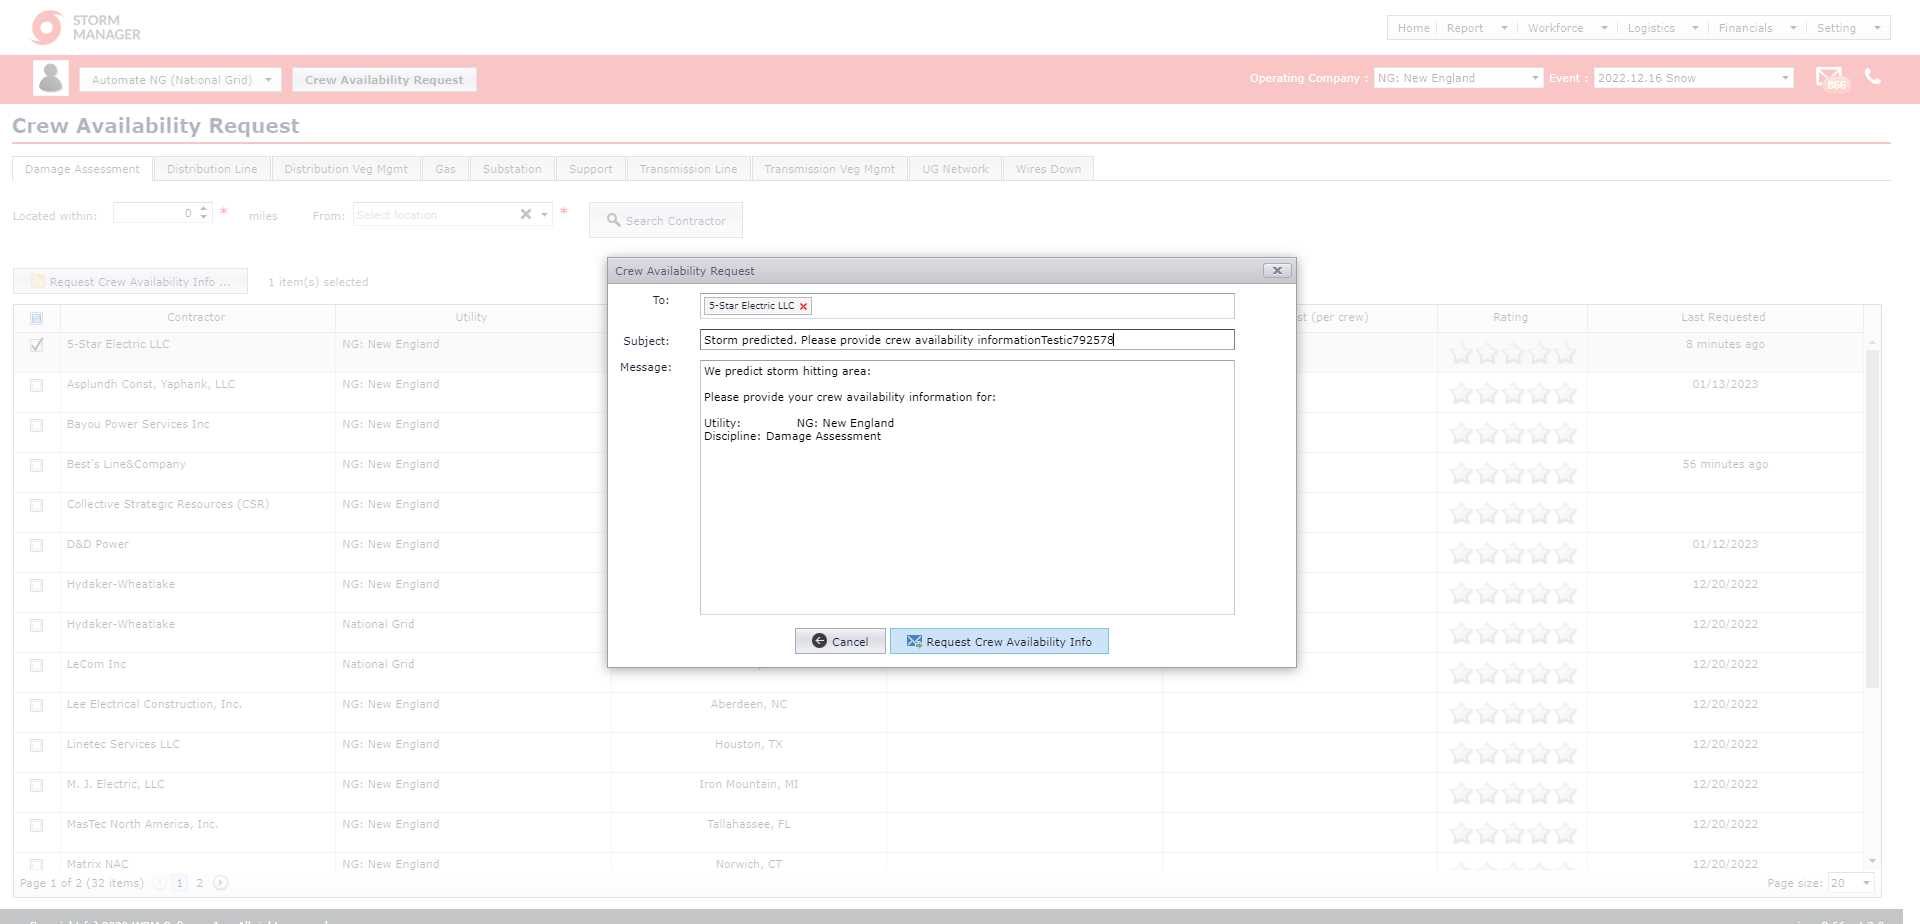 STORM
MANAGER
Home Report Workforce Logistics Financials Setting
Automate NG (National Grid) Crew Availability Request Operating Company : NG: New England Event : 2022.12.16 Snow 866
Crew Availability Request
Damage Assessment Distribution Line Distribution Veg Mgmt Gas Substation Support Transmission Line Transmission Veg Mgmt UG Network Wires Down
Located within: 0 * miles From: Select location * Search Contractor
Request Crew Availability Info ... 1 item(s) selected
Contractor Utility st (per crew) Rating Last Requested
5-Star Electric LLC NG: New England 8 minutes ago
Asplundh Const, Yaphank, LLC NG: New England 01/13/2023
Bayou Power Services Inc NG: New England
Best's Line&Company NG: New England 56 minutes ago
Collective Strategic Resources (CSR) NG: New England
D&D Power NG: New England 01/12/2023
Hydaker-Wheatlake NG: New England 12/20/2022
Hydaker-Wheatlake National Grid 12/20/2022
LeCom Inc National Grid 12/20/2022
Lee Electrical Construction, Inc. NG: New England Aberdeen, NC 12/20/2022
Linetec Services LLC NG: New England Houston, TX 12/20/2022
M. J. Electric, LLC NG: New England Iron Mountain, MI 12/20/2022
MasTec North America, Inc. NG: New England Tallahassee, FL 12/20/2022
Matrix NAC NG: New England Norwich, CT 12/20/2022
Page 1 of 2 (32 items) 1 2 Page size: 20
Crew Availability Request
To: 5-Star Electric LLC
Subject: Storm predicted. Please provide crew availability informationTestic792578
Message: We predict storm hitting area:
Please provide your crew availability information for:
Utility: NG: New England
Discipline: Damage Assessment
Cancel Request Crew Availability Info